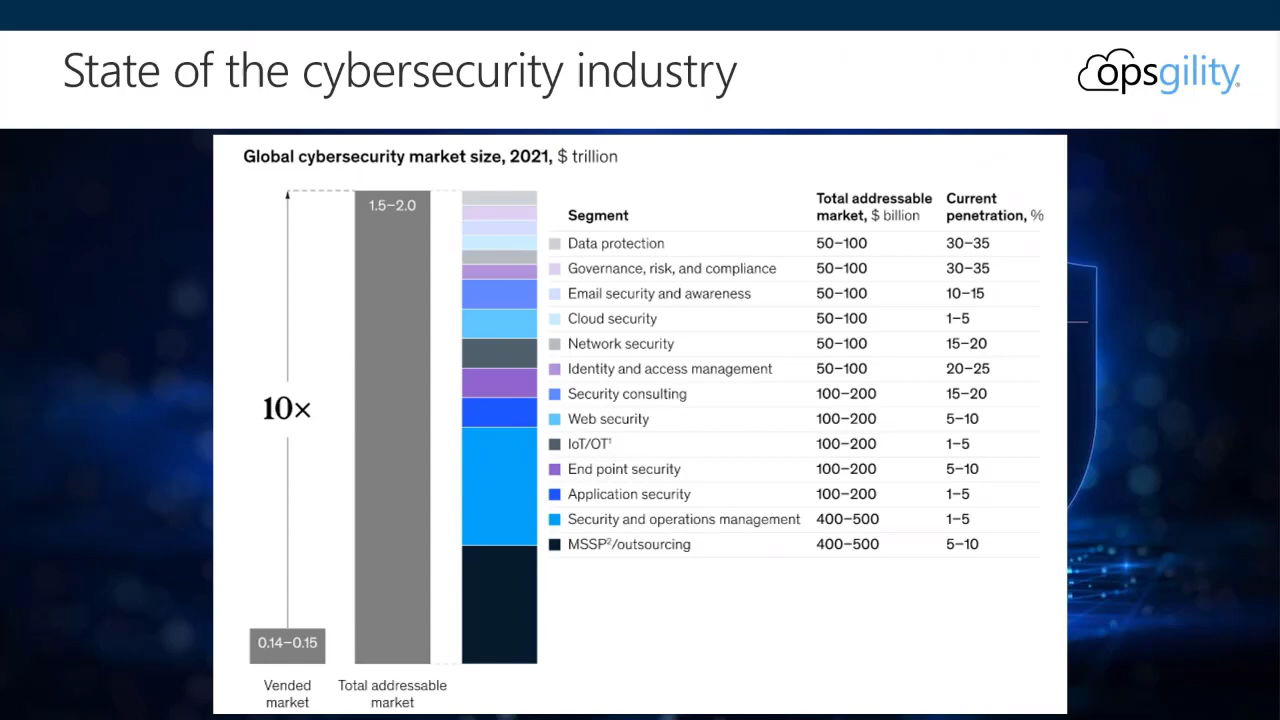 State of the cybersecurity industry
opsgility
Global cybersecurity market size, 2021, $ trillion
1.5–2.0
10×
0.14–0.15
Vended
market
Total addressable
market
Segment
Total addressable
market, $ billion
Current
penetration, %
Data protection 50–100 30–35
Governance, risk, and compliance 50–100 30–35
Email security and awareness 50–100 10–15
Cloud security 50–100 1–5
Network security 50–100 15–20
Identity and access management 50–100 20–25
Security consulting 100–200 15–20
Web security 100–200 5–10
IoT/OT¹ 100–200 1–5
End point security 100–200 5–10
Application security 100–200 1–5
Security and operations management 400–500 1–5
MSSP²/outsourcing 400–500 5–10